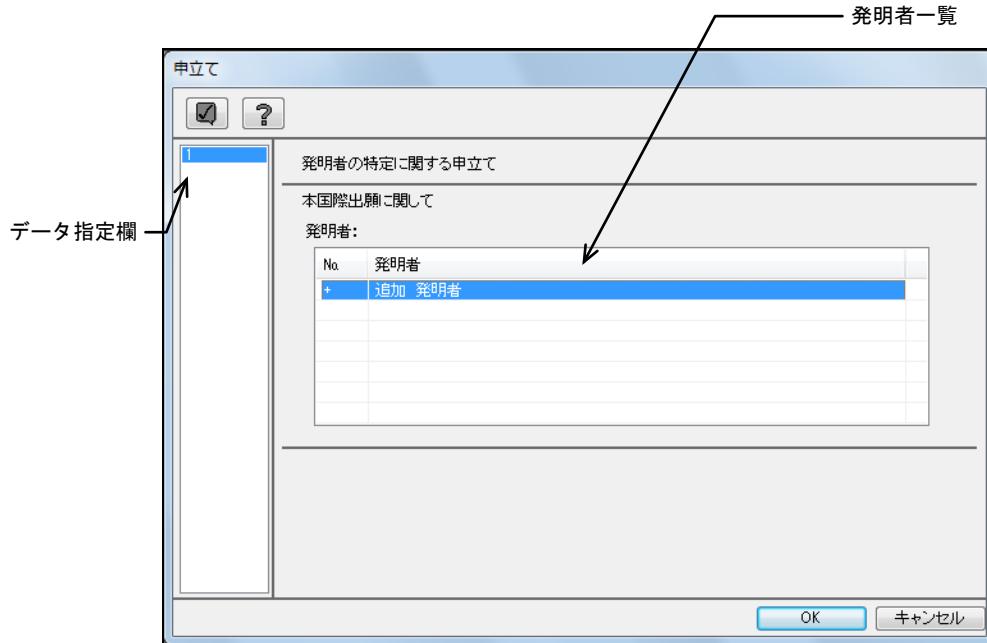 発明者一覧
申立て
?
1
発明者の特定に関する申立て
本国際出願に関して
データ指定欄
発明者:
No. 発明者
+ 追加 発明者
OK キャンセル